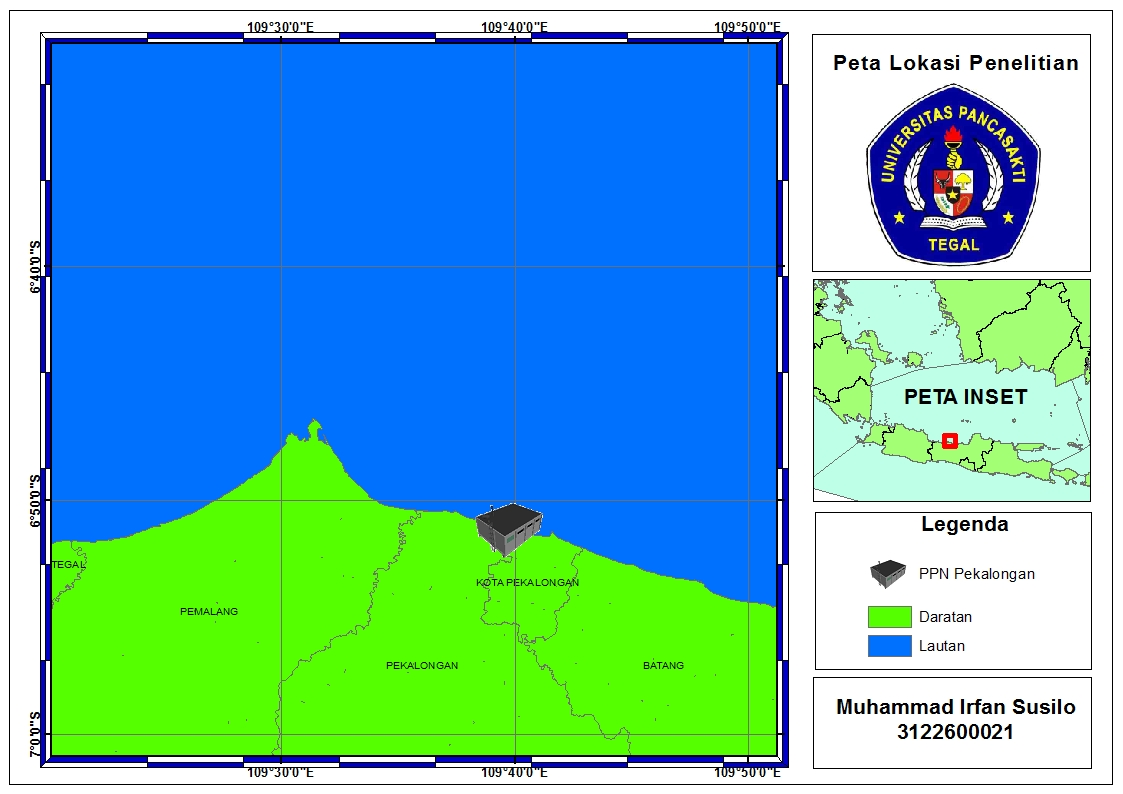 109°30'0"E 109°40'0"E 109°50'0"E
6°40'0"S
6°50'0"S
7°0'0"S
TEGAL
KOTA PEKALONGAN
PEMALANG
PEKALONGAN
BATANG
109°30'0"E 109°40'0"E 109°50'0"E
Peta Lokasi Penelitian
UNIVERSITAS PANCASAKTI
TEGAL
PETA INSET
Legenda
PPN Pekalongan
Daratan
Lautan
Muhammad Irfan Susilo
3122600021